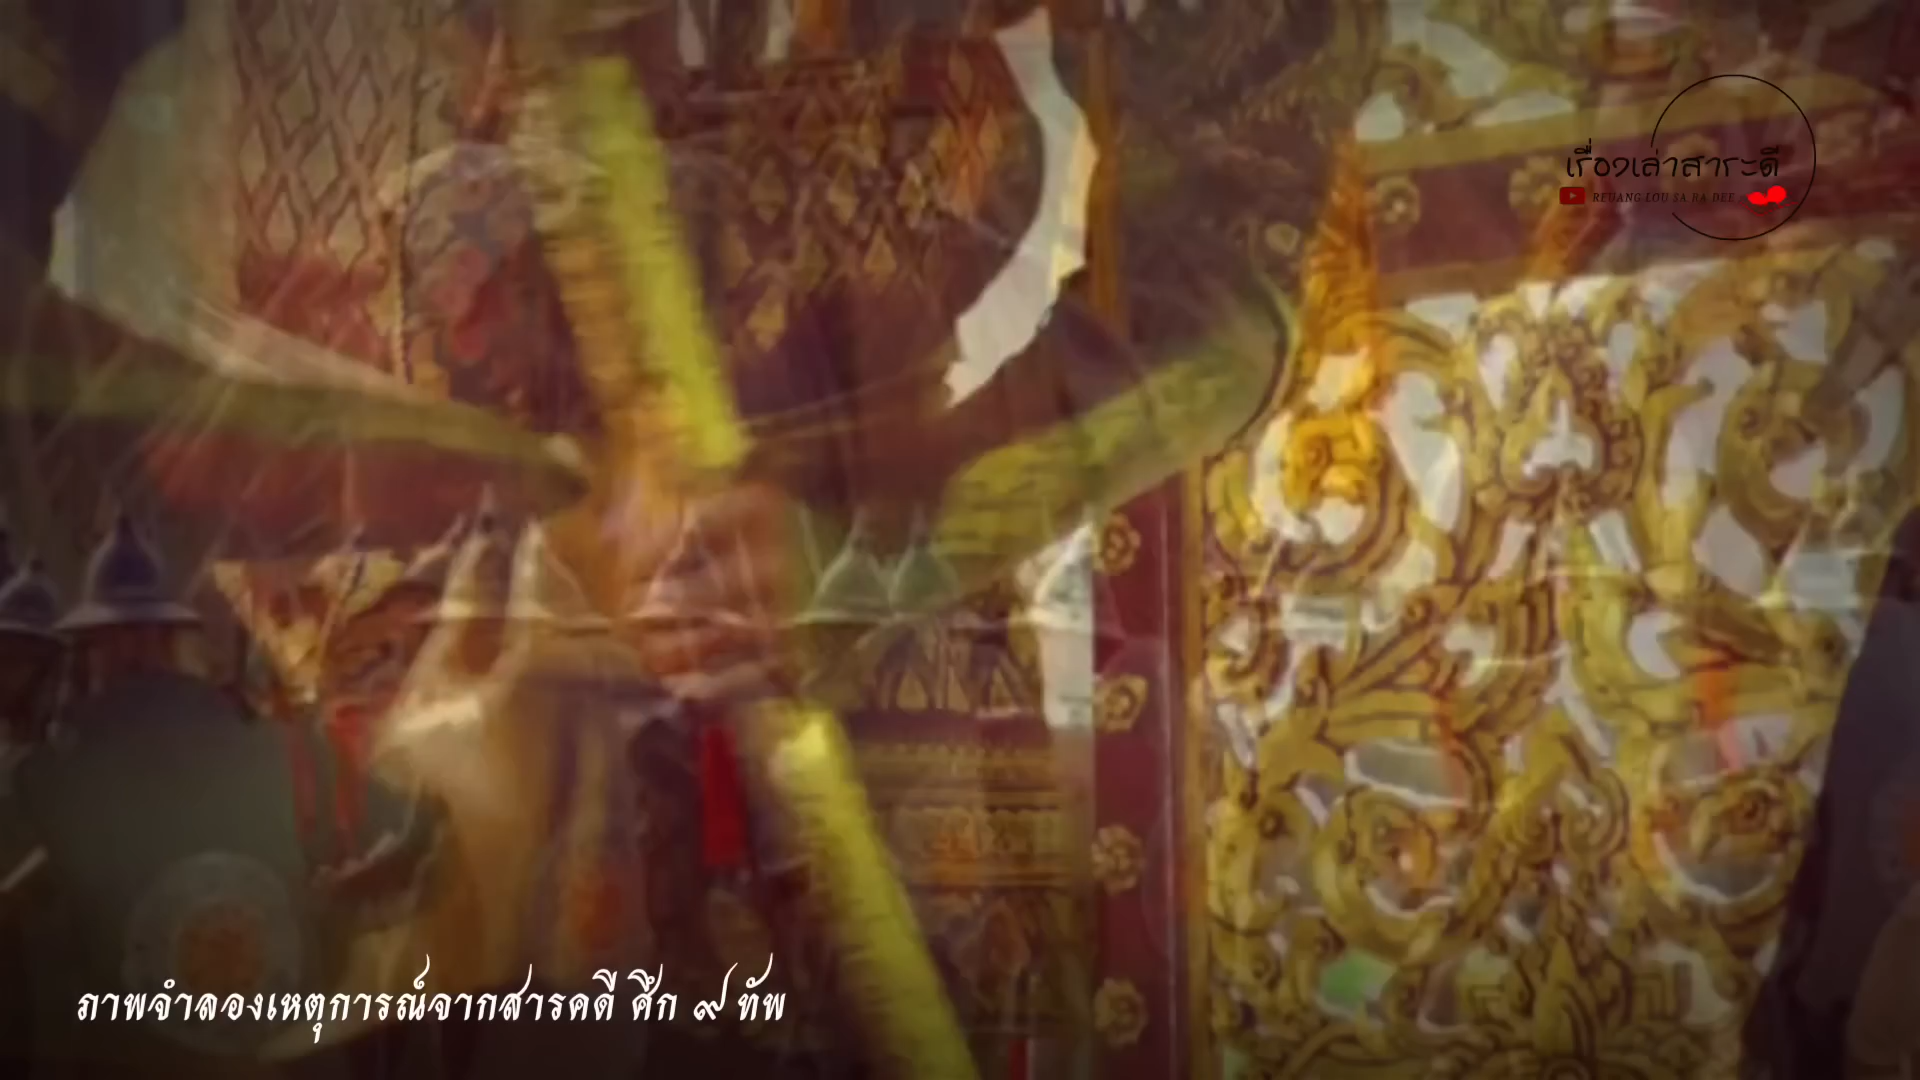 เรื่องเล่าสาระดี
REUANG LOU SA RA DEE
ภาพจำลองเหตุการณ์จากสารคดี ศึก ๙ ทัพ